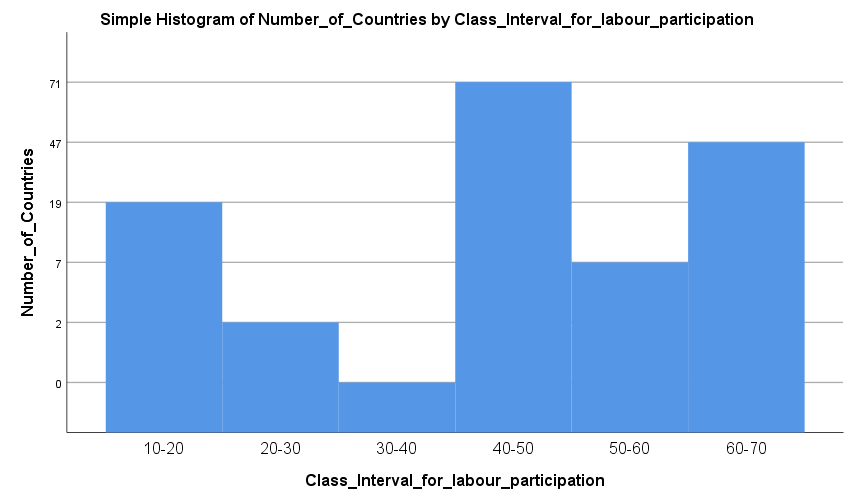 Simple Histogram of Number_of_Countries by Class_Interval_for_labour_participation
Number_of_Countries
71
47
19
7
2
0
10-20 20-30 30-40 40-50 50-60 60-70
Class_Interval_for_labour_participation